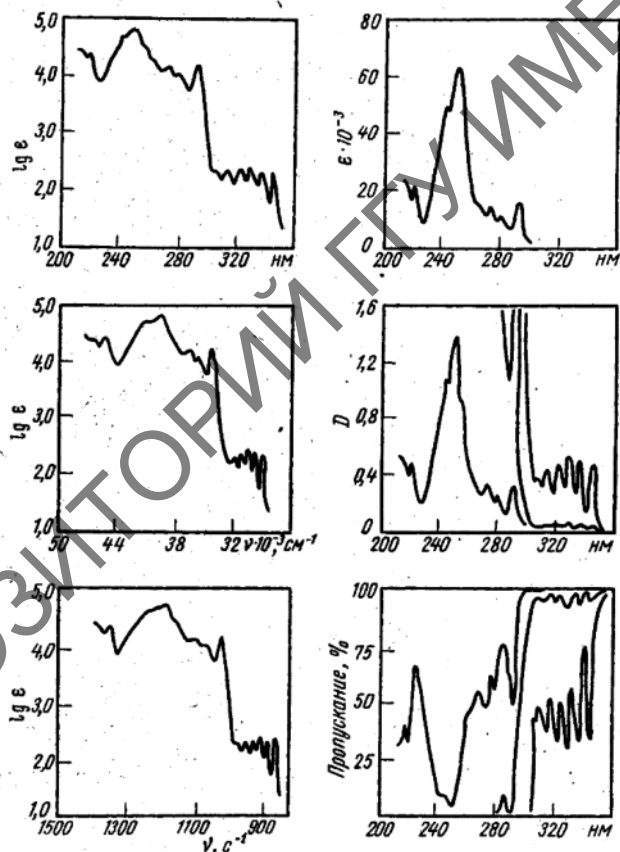 5,0
4,0
3,0
2,0
1,0
lg ε
200 240 280 320 нм
80
60
40
20
0
ε·10⁻³
200 240 280 320 нм
5,0
4,0
3,0
2,0
1,0
lg ε
50 44 38 32 ν·10⁻³, см⁻¹
1,6
1,2
0,8
0,4
0
D
200 240 280 320 нм
5,0
4,0
3,0
2,0
1,0
lg ε
1500 1300 1100 900
ν, с⁻¹
100
75
50
25
Пропускание, %
200 240 280 320 нм
ОЗИТОРИЙ ГГУ ИМЕ